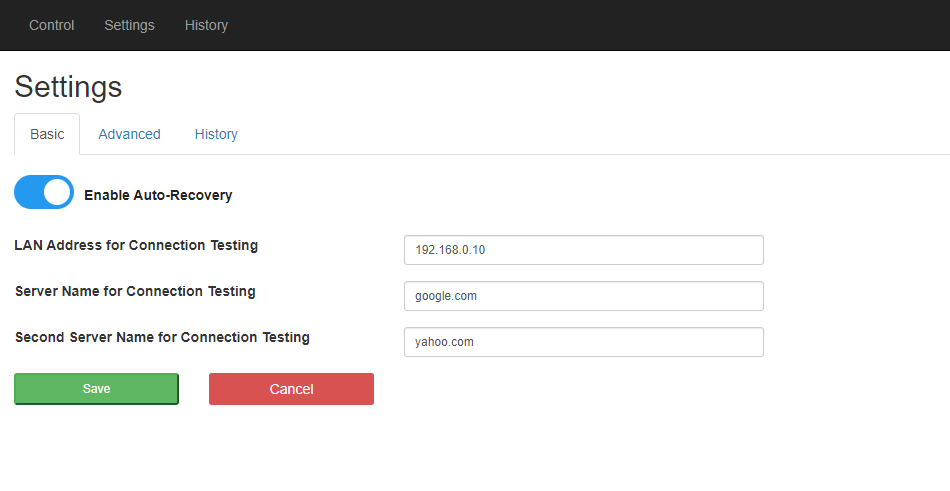 Control Settings History
Settings
Basic Advanced History
Enable Auto-Recovery
LAN Address for Connection Testing 192.168.0.10
Server Name for Connection Testing google.com
Second Server Name for Connection Testing yahoo.com
Save Cancel